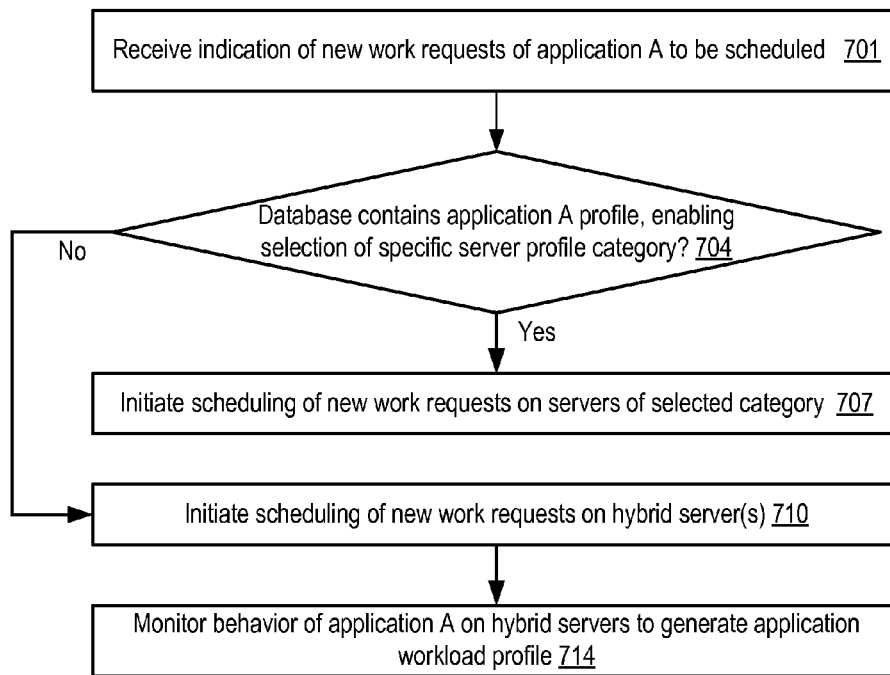 Receive indication of new work requests of application A to be scheduled 701
Database contains application A profile, enabling
selection of specific server profile category? 704
No
Yes
Initiate scheduling of new work requests on servers of selected category 707
Initiate scheduling of new work requests on hybrid server(s) 710
Monitor behavior of application A on hybrid servers to generate application
workload profile 714